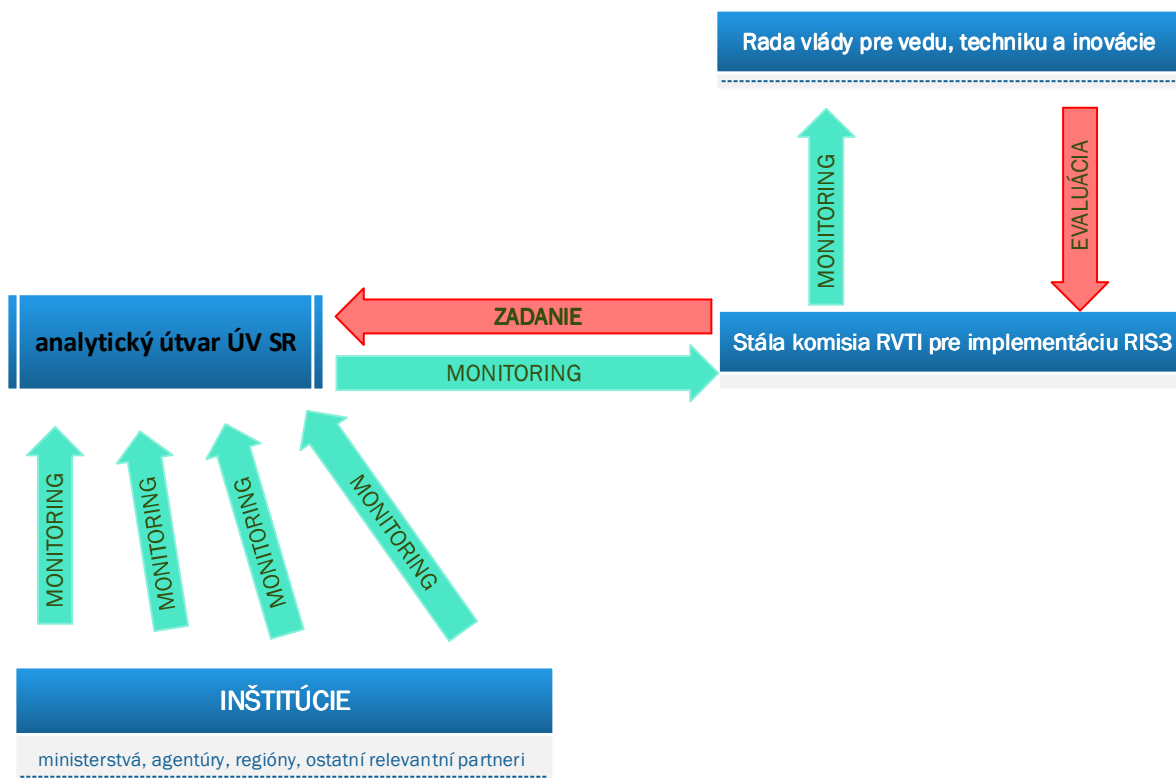 Rada vlády pre vedu, techniku a inovácie
MONITORING
EVALUÁCIA
ZADANIE
analytický útvar ÚV SR
Stála komisia RVTI pre implementáciu RIS3
MONITORING
MONITORING
MONITORING
MONITORING
MONITORING
INŠTITÚCIE
ministerstvá, agentúry, regióny, ostatní relevantní partneri